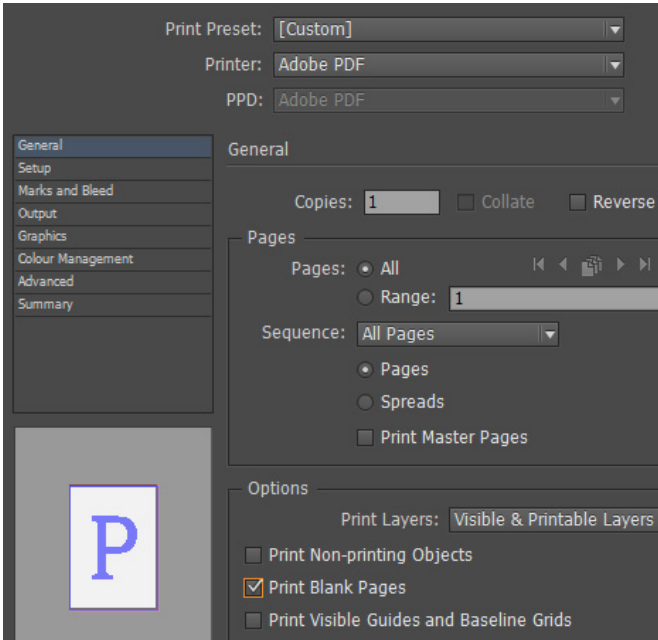 Print Preset: [Custom]
Printer: Adobe PDF
PPD: Adobe PDF
General
Setup
Marks and Bleed
Output
Graphics
Colour Management
Advanced
Summary
General
Copies: 1 Collate Reverse
Pages
Pages: All
Range: 1
Sequence: All Pages
Pages
Spreads
Print Master Pages
Options
Print Layers: Visible & Printable Layers
Print Non-printing Objects
Print Blank Pages
Print Visible Guides and Baseline Grids
P